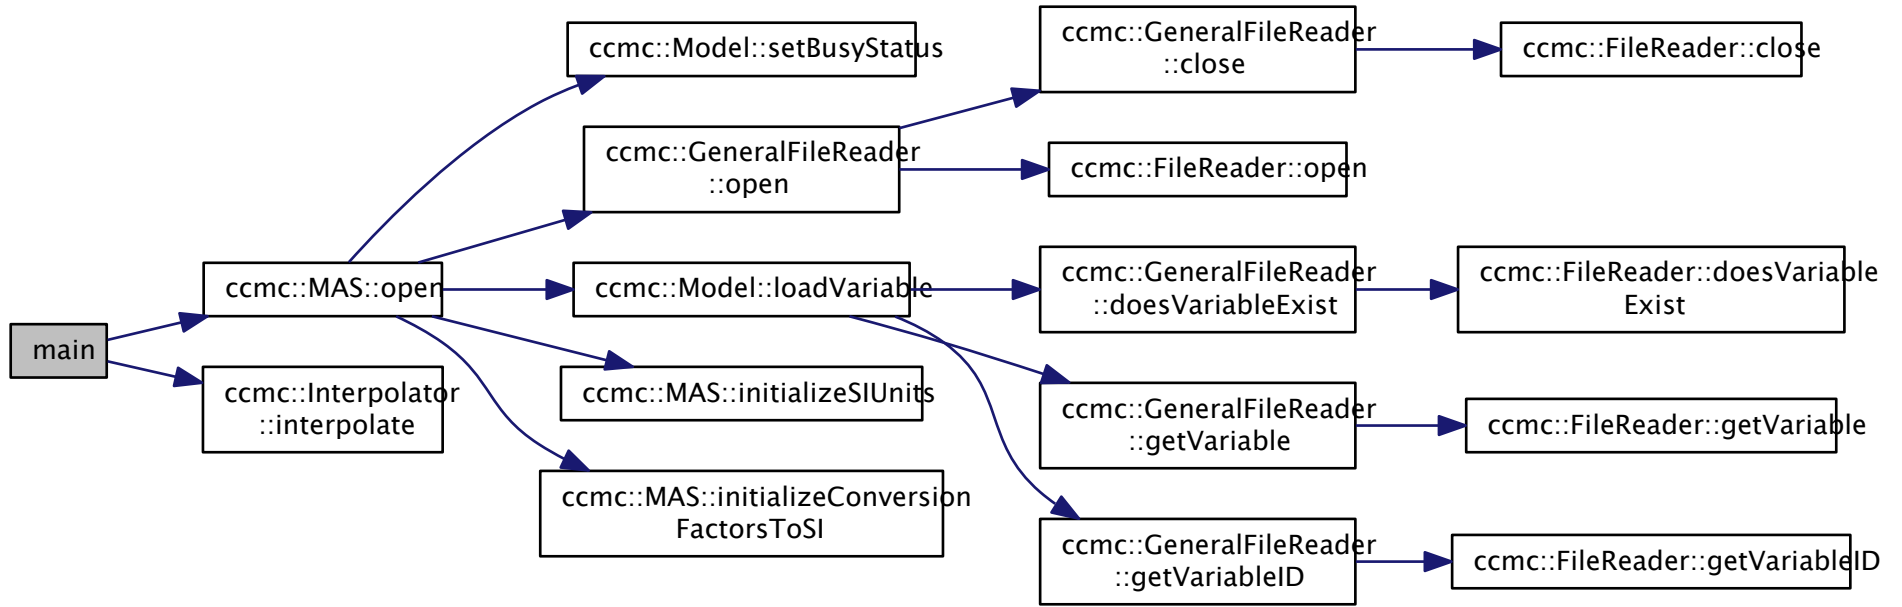 main
ccmc::MAS::open
ccmc::Interpolator
::interpolate
ccmc::Model::setBusyStatus
ccmc::GeneralFileReader
::open
ccmc::Model::loadVariable
ccmc::MAS::initializeSIUnits
ccmc::MAS::initializeConversion
FactorsToSI
ccmc::GeneralFileReader
::close
ccmc::FileReader::open
ccmc::GeneralFileReader
::doesVariableExist
ccmc::GeneralFileReader
::getVariable
ccmc::GeneralFileReader
::getVariableID
ccmc::FileReader::close
ccmc::FileReader::doesVariable
Exist
ccmc::FileReader::getVariable
ccmc::FileReader::getVariableID